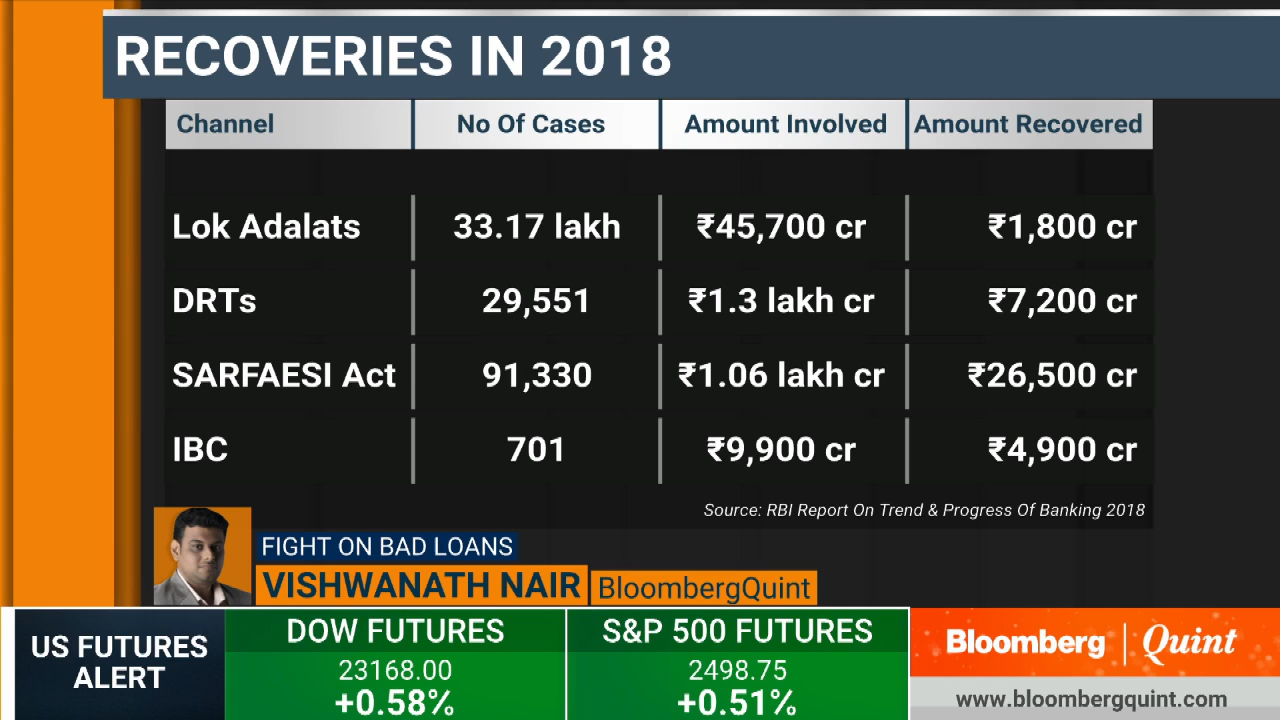 RECOVERIES IN 2018
Channel No Of Cases Amount Involved Amount Recovered
Lok Adalats 33.17 lakh ₹45,700 cr ₹1,800 cr
DRTs 29,551 ₹1.3 lakh cr ₹7,200 cr
SARFAESI Act 91,330 ₹1.06 lakh cr ₹26,500 cr
IBC 701 ₹9,900 cr ₹4,900 cr
Source: RBI Report On Trend & Progress Of Banking 2018
FIGHT ON BAD LOANS
VISHWANATH NAIR BloombergQuint
US FUTURES ALERT
DOW FUTURES
23168.00
+0.58%
S&P 500 FUTURES
2498.75
+0.51%
Bloomberg | Quint
www.bloombergquint.com